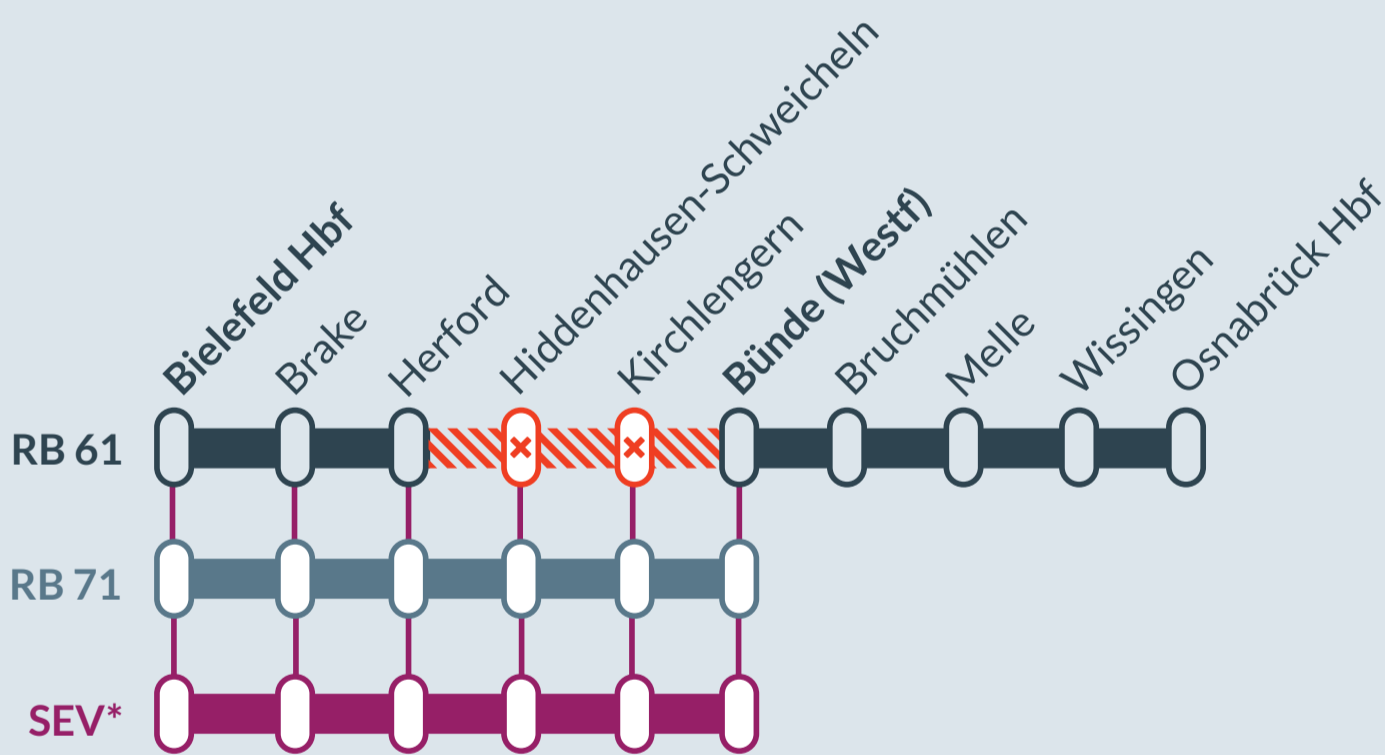 Bielefeld Hbf
Brake
Herford
Hiddenhausen-Schweicheln
Kirchlengern
Bünde (Westf)
Bruchmühlen
Melle
Wissingen
Osnabrück Hbf
RB 61
RB 71
SEV*